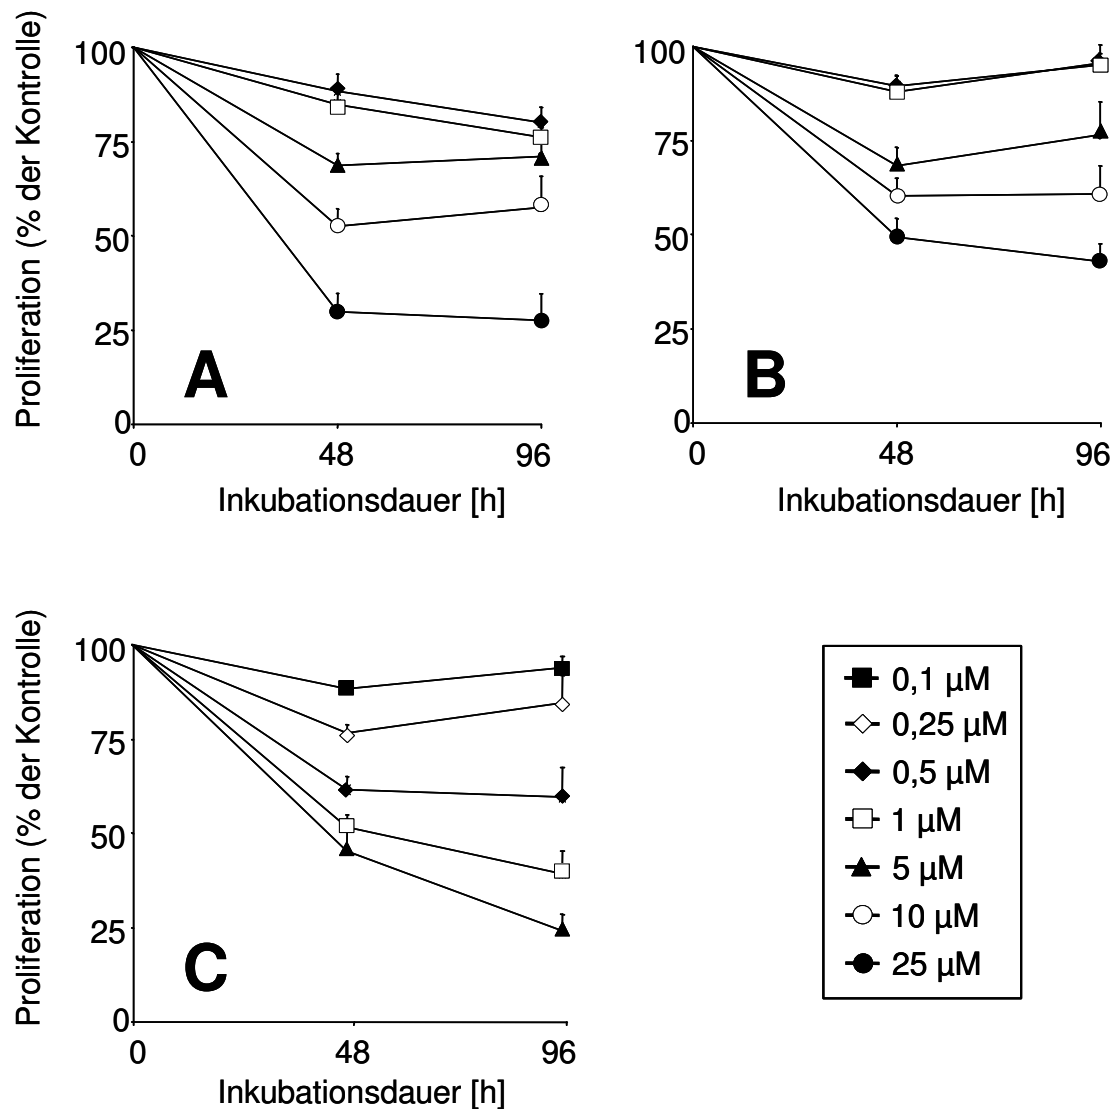 Proliferation (% der Kontrolle)
100
75
50
25
0
A
0 48 96
Inkubationsdauer [h]
100
75
50
25
0
B
0 48 96
Inkubationsdauer [h]
Proliferation (% der Kontrolle)
100
75
50
25
0
C
0 48 96
Inkubationsdauer [h]
0,1 µM
0,25 µM
0,5 µM
1 µM
5 µM
10 µM
25 µM